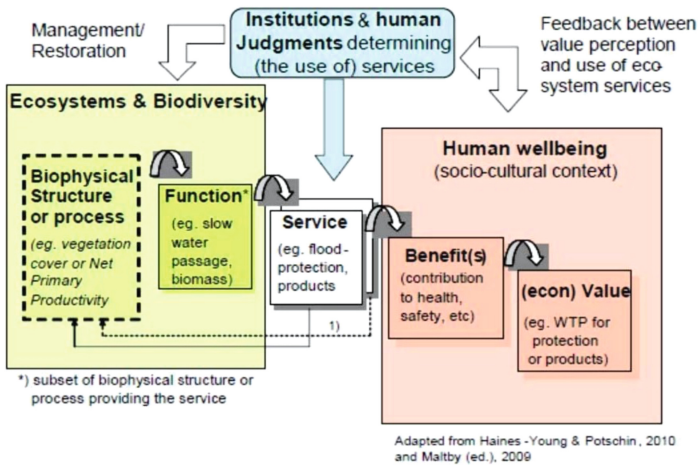 Management/
Restoration
Institutions & human
Judgments determining
(the use of) services
Feedback between
value perception
and use of eco-
system services
Ecosystems & Biodiversity
Biophysical
Structure
or process
(eg. vegetation
cover or Net
Primary
Productivity
Function*
(eg. slow
water
passage,
biomass)
Service
(eg. flood-
protection,
products
Human wellbeing
(socio-cultural context)
Benefit(s)
(contribution
to health,
safety, etc)
(econ) Value
(eg. WTP for
protection
or products)
1)
*) subset of biophysical structure or
process providing the service
Adapted from Haines -Young & Potschin, 2010
and Maltby (ed.), 2009